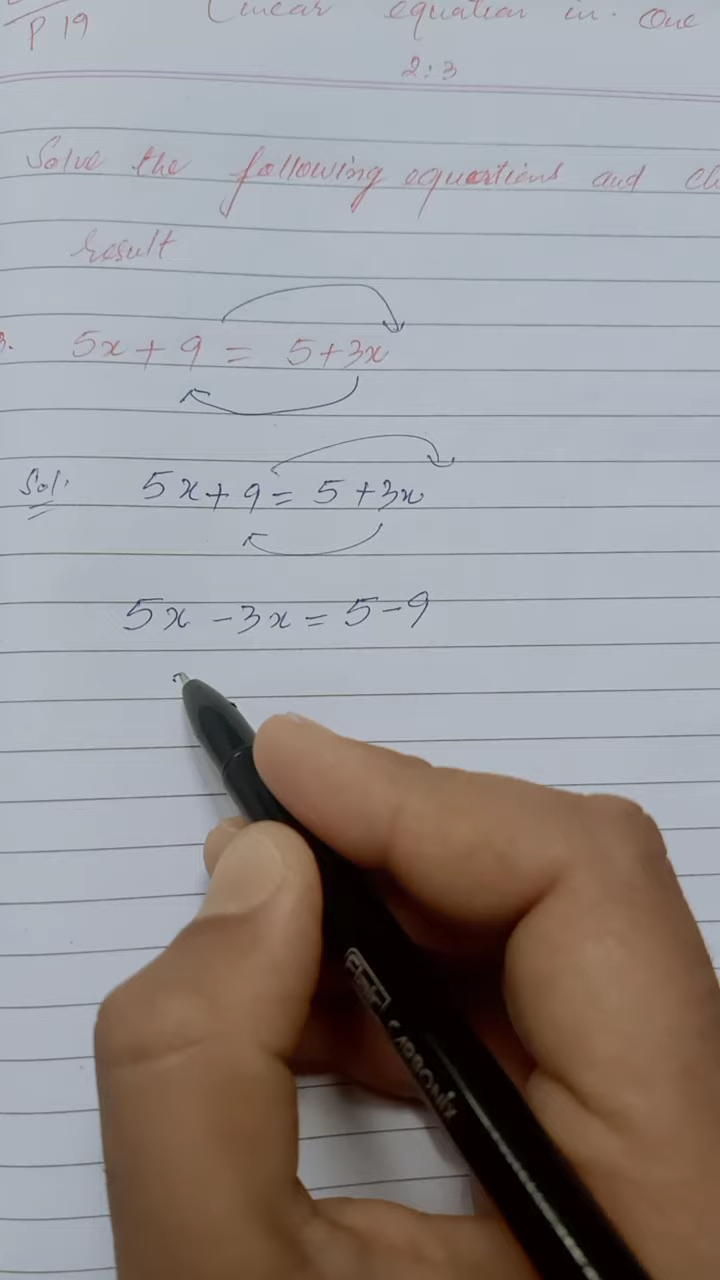 P 19
Linear equation in. one
2:3
Solve the following equations and
result
5x + 9 = 5+3x
Sol. 5x + 9 = 5 + 3x
5x - 3x = 5 - 9
CARBONIX